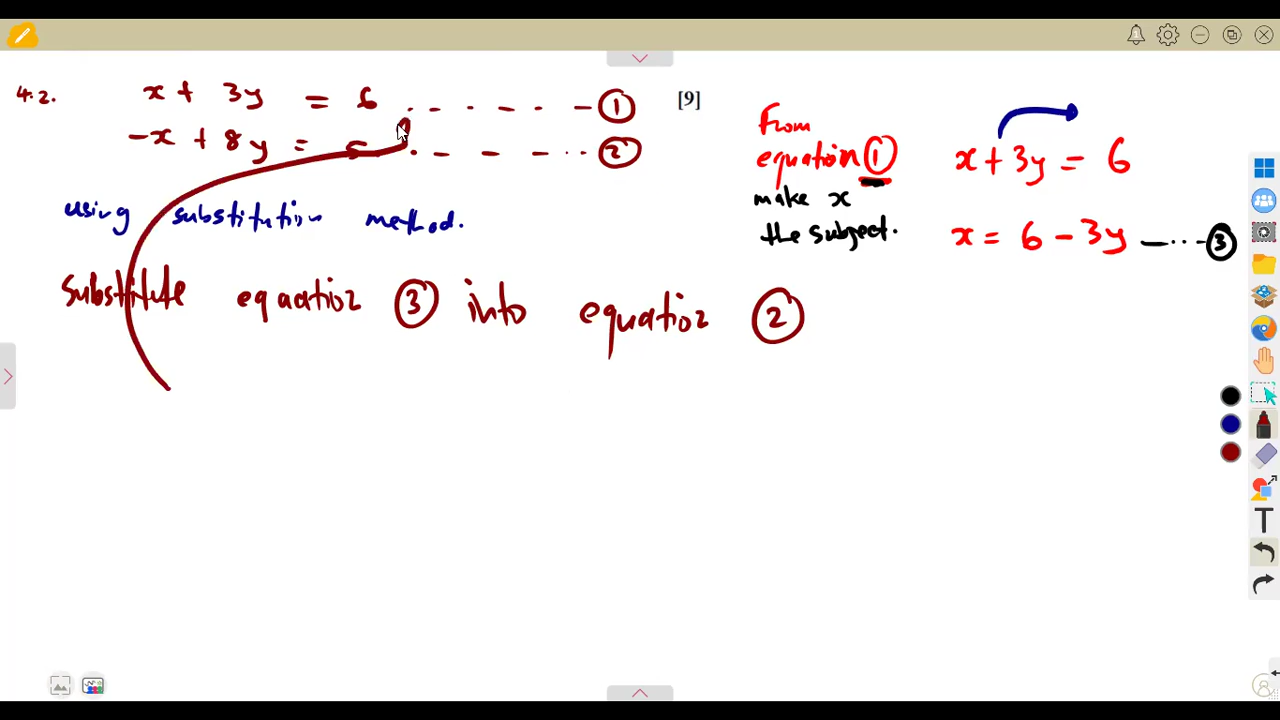 4.2. x + 3y = 6 . - . - . - ① [9]
-x + 8y = 5 . - - - ... ②
using substitution method.
From
equation ① x + 3y = 6
make x
the subject. x = 6 - 3y - ... - ③
substitute equation ③ into equation ②
T